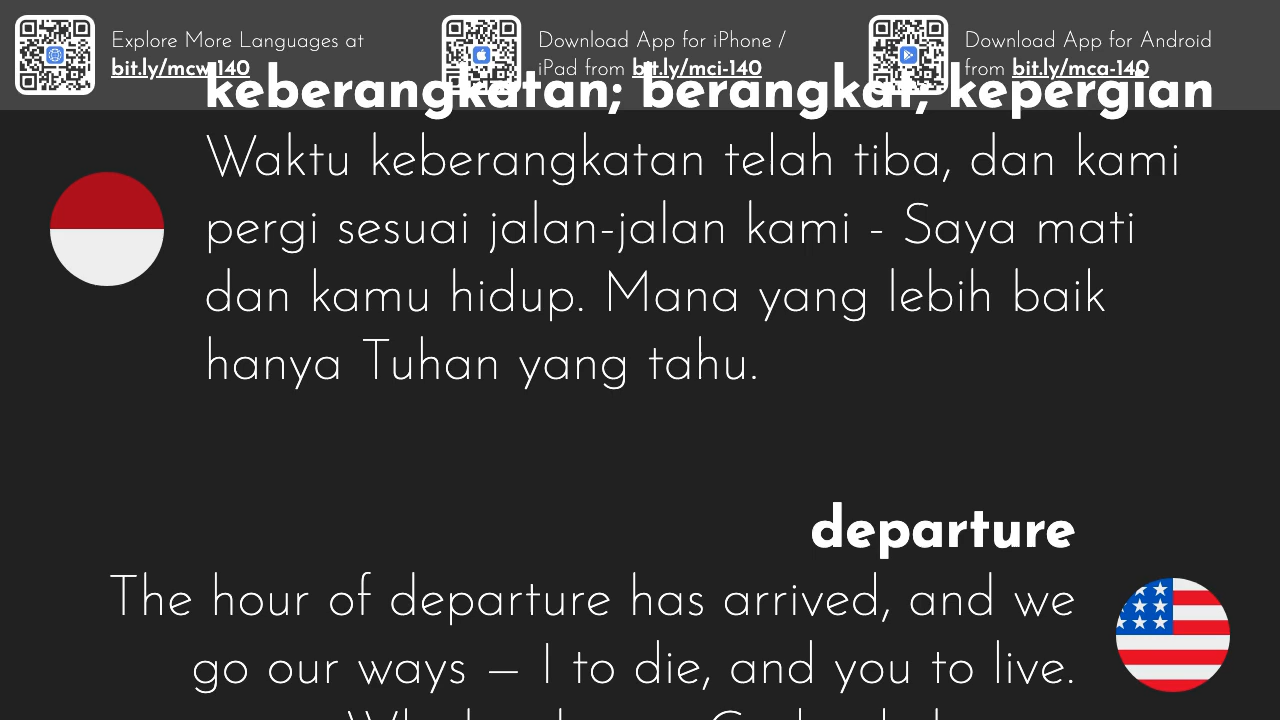 Explore More Languages at
bit.ly/mcw-140
Download App for iPhone /
iPad from bit.ly/mci-140
Download App for Android
from bit.ly/mca-140
keberangkatan; berangkat; kepergian
Waktu keberangkatan telah tiba, dan kami
pergi sesuai jalan-jalan kami - Saya mati
dan kamu hidup. Mana yang lebih baik
hanya Tuhan yang tahu.
departure
The hour of departure has arrived, and we
go our ways – I to die, and you to live.